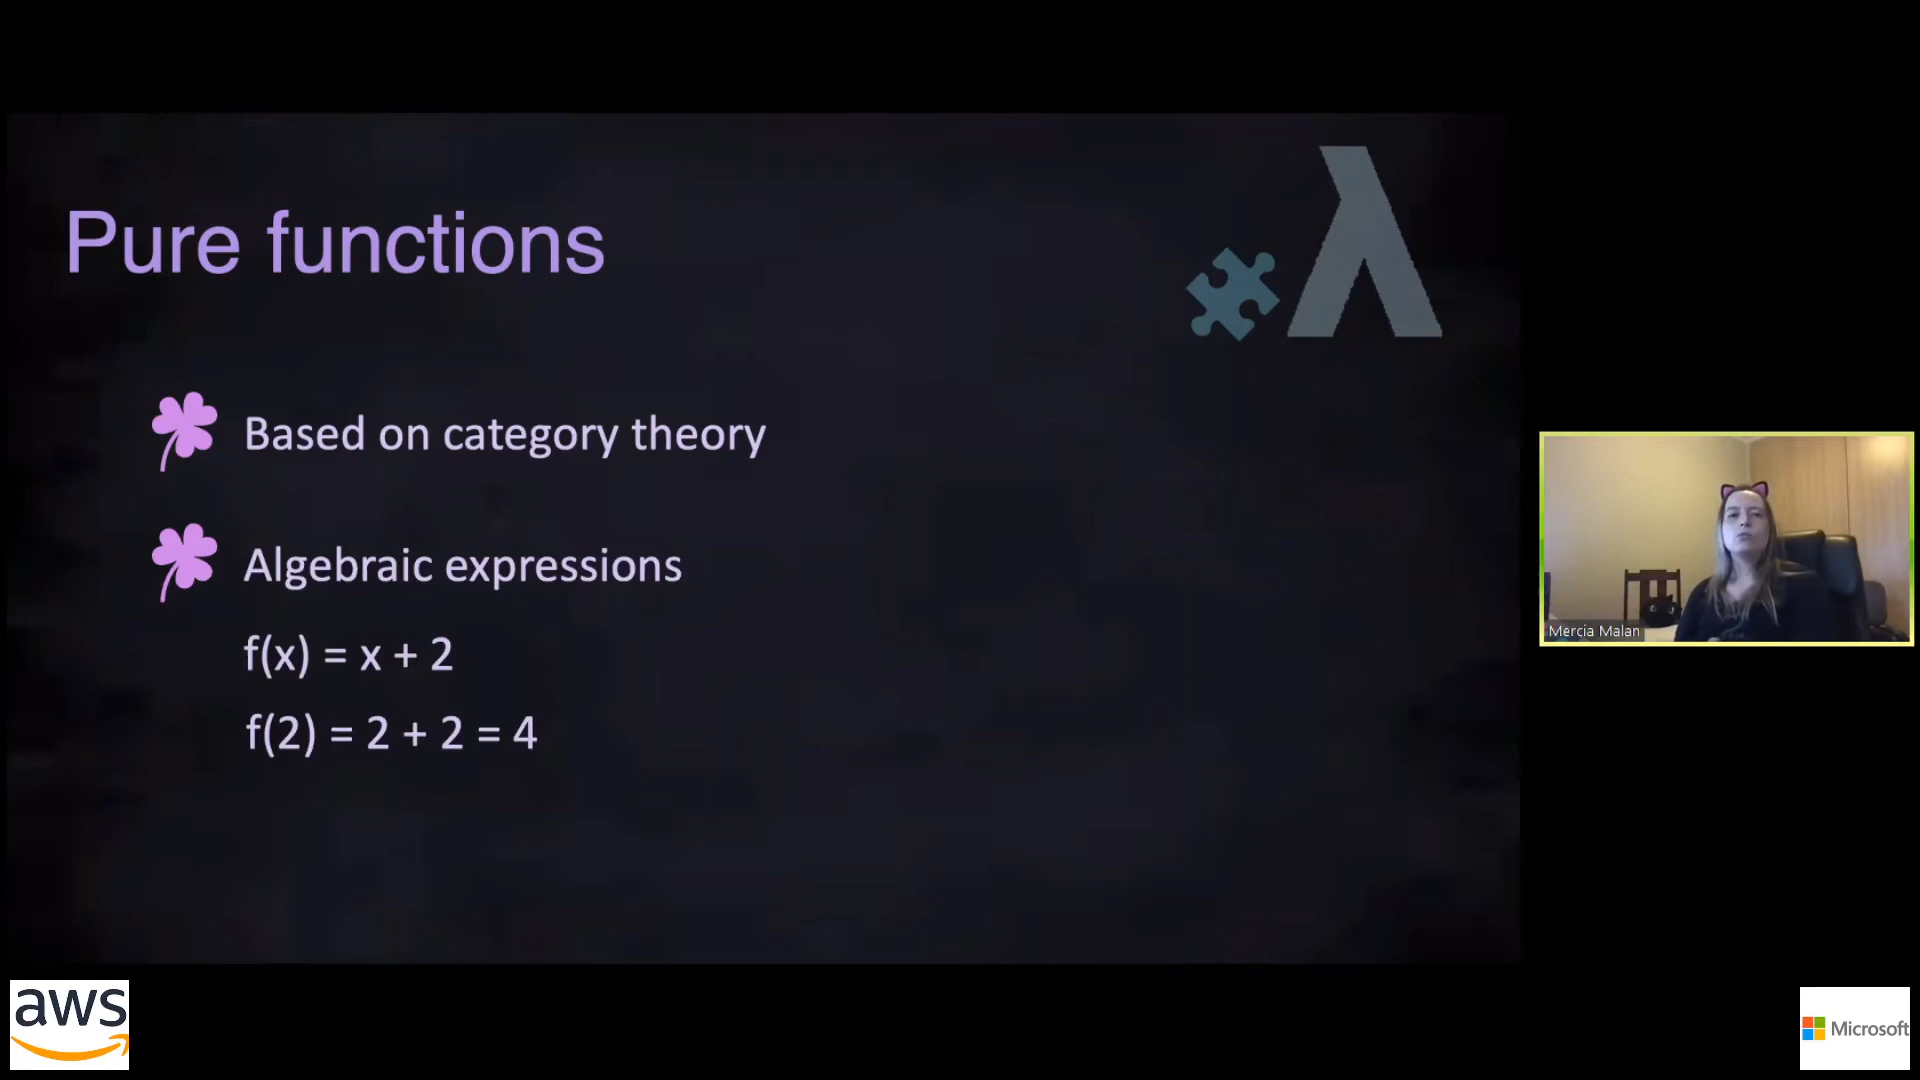 λ
Pure functions
Based on category theory
Algebraic expressions
f(x) = x + 2
f(2) = 2 + 2 = 4
Mercia Malan
aws
Microsoft